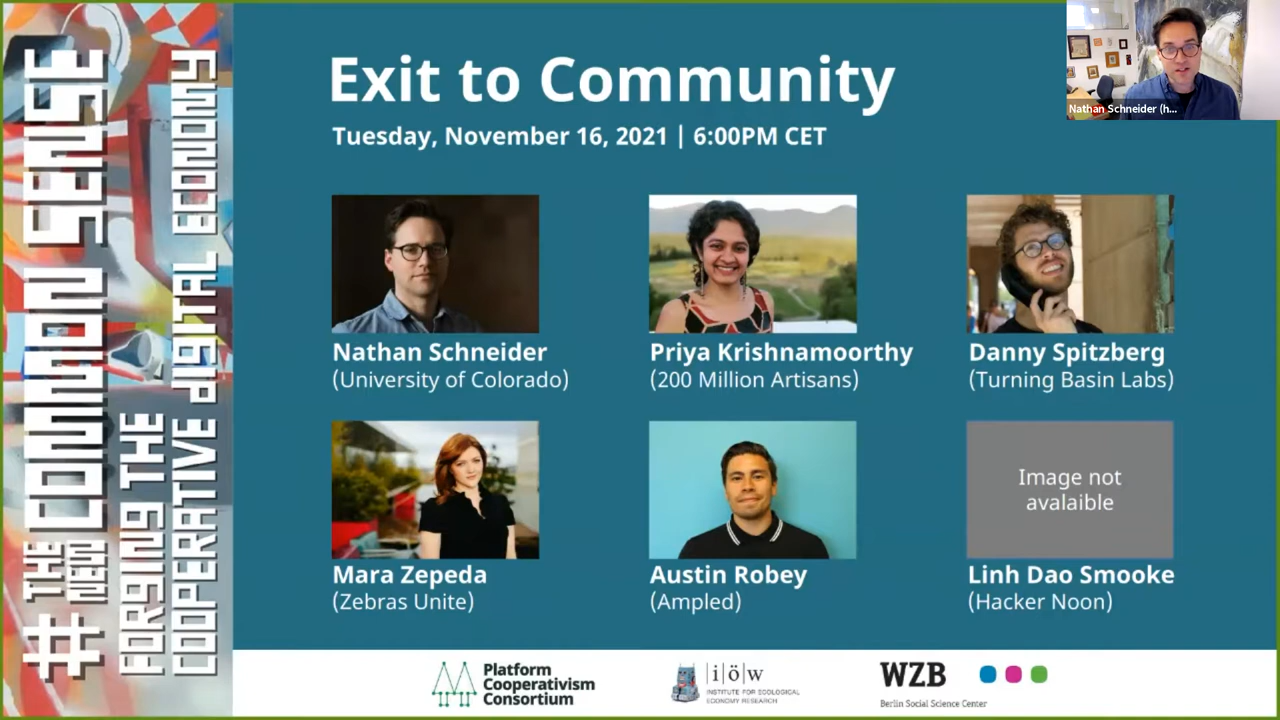 # THE NEW COMMON SENSE
FORGING THE
COOPERATIVE DIGITAL ECONOMY
Exit to Community
Tuesday, November 16, 2021 | 6:00PM CET
Nathan Schneider (h...
Nathan Schneider
(University of Colorado)
Priya Krishnamoorthy
(200 Million Artisans)
Danny Spitzberg
(Turning Basin Labs)
Mara Zepeda
(Zebras Unite)
Austin Robey
(Ampled)
Image not
avalaible
Linh Dao Smooke
(Hacker Noon)
Platform
Cooperativism
Consortium
|i|ö|w
INSTITUTE FOR ECOLOGICAL
ECONOMY RESEARCH
WZB
Berlin Social Science Center